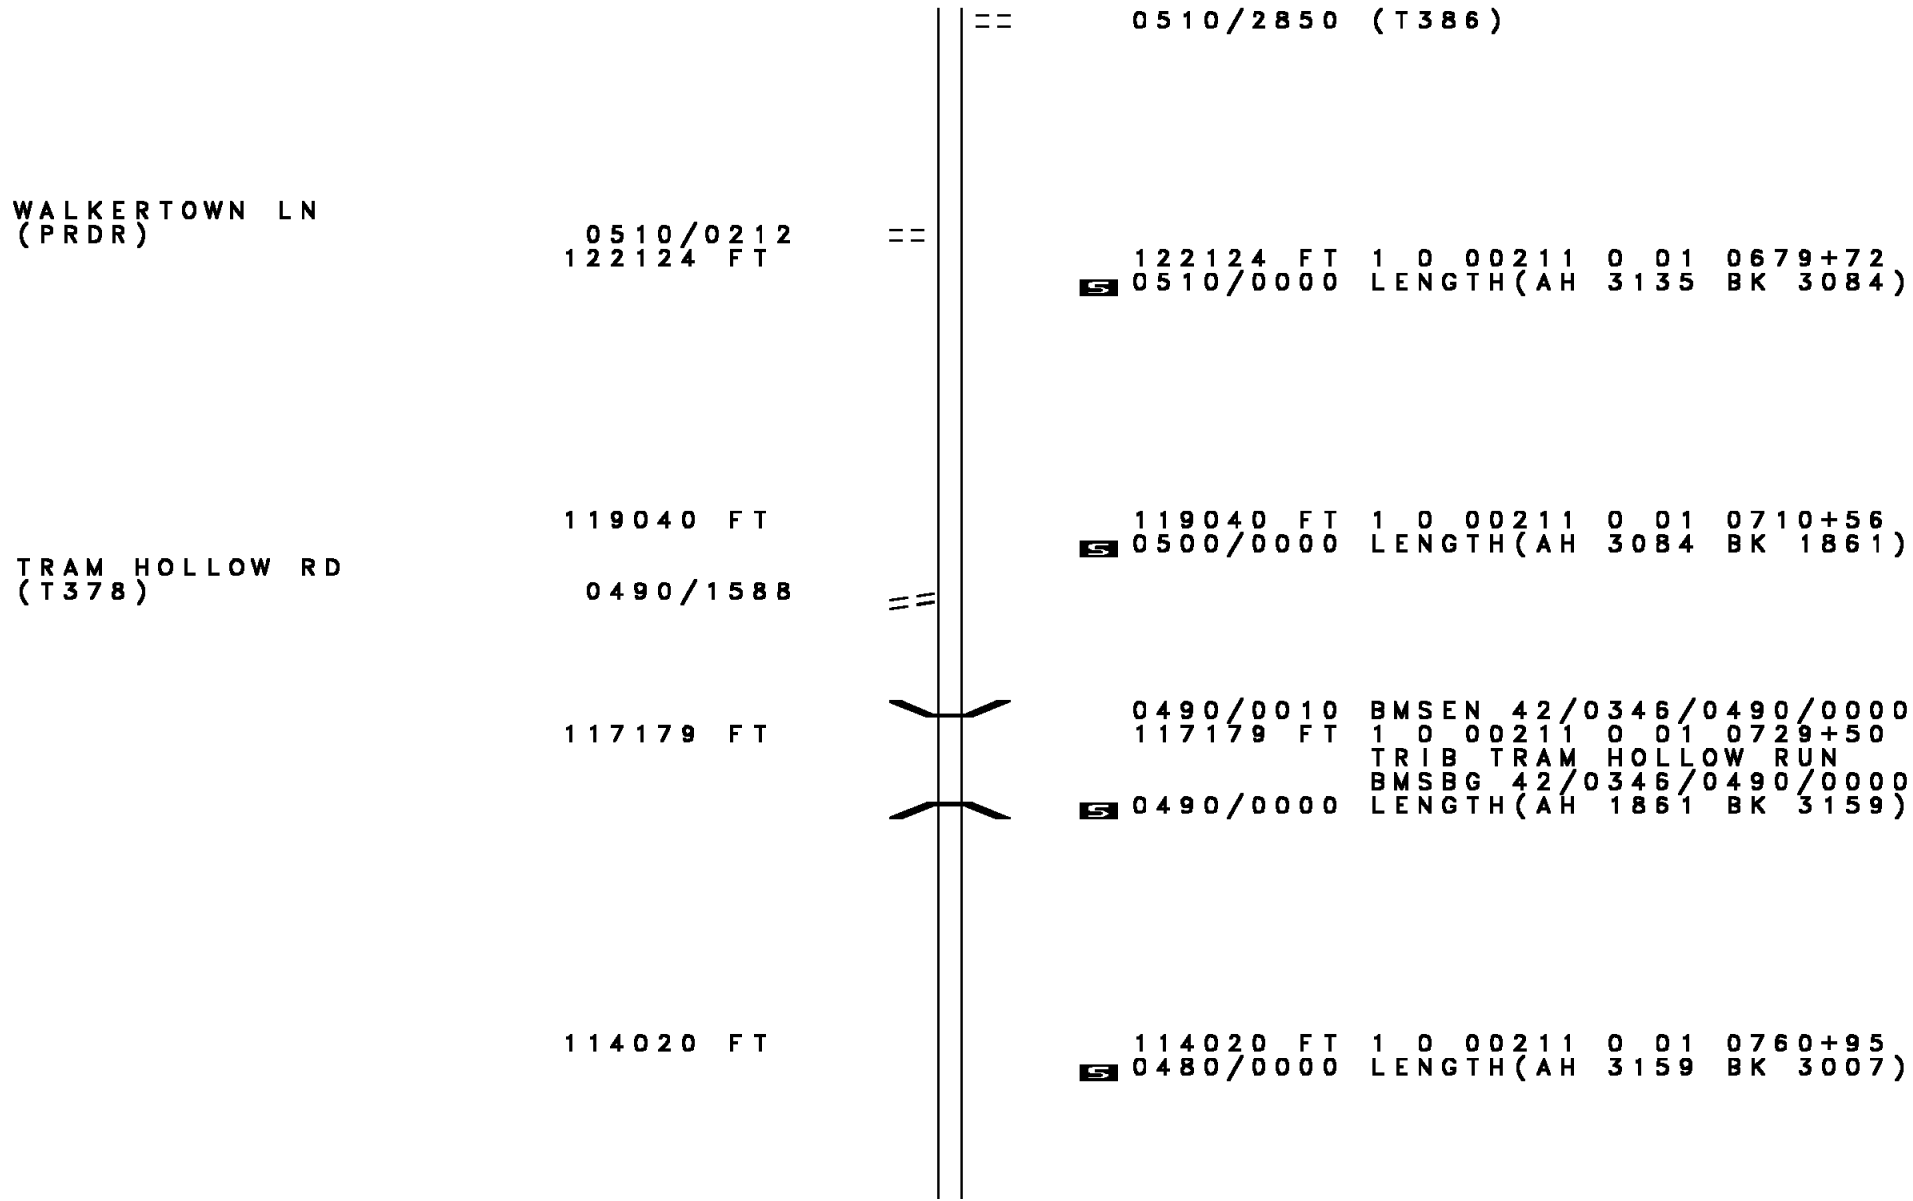 0510/2850 (T386)
WALKERTOWN LN
(PRDR) 0510/0212
122124 FT 122124 FT 1 0 00211 0 01 0679+72
S 0510/0000 LENGTH(AH 3135 BK 3084)
119040 FT 119040 FT 1 0 00211 0 01 0710+56
S 0500/0000 LENGTH(AH 3084 BK 1861)
TRAM HOLLOW RD
(T378) 0490/1588
0490/0010 BMSEN 42/0346/0490/0000
117179 FT 117179 FT 1 0 00211 0 01 0729+50
TRIB TRAM HOLLOW RUN
BMSBG 42/0346/0490/0000
S 0490/0000 LENGTH(AH 1861 BK 3159)
114020 FT 114020 FT 1 0 00211 0 01 0760+95
S 0480/0000 LENGTH(AH 3159 BK 3007)